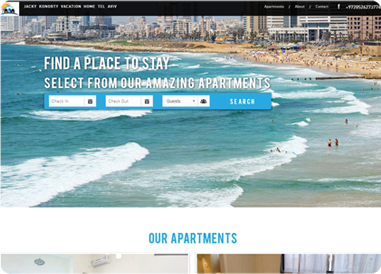 JACKY KONORTY VACATION HOME TEL AVIV
Apartments / About / Contact
FIND A PLACE TO STAY
SELECT FROM OUR AMAZING APARTMENTS
Check In Check Out Guests SEARCH
OUR APARTMENTS